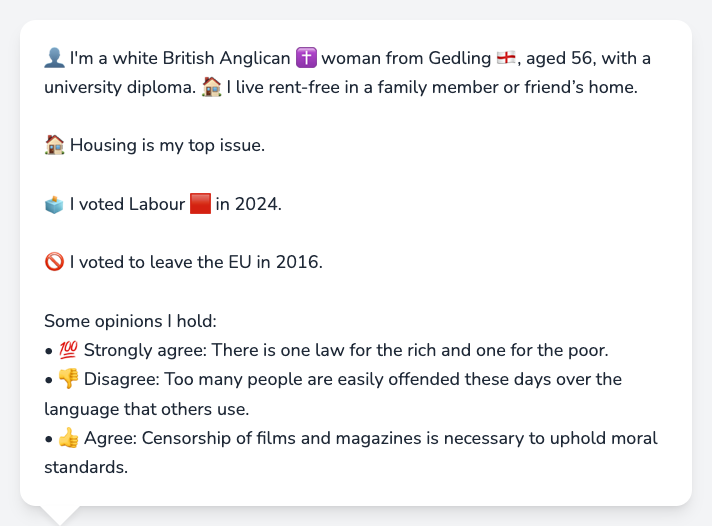 👤 I'm a white British Anglican ✝️ woman from Gedling 🏴󠁧󠁢󠁥󠁮󠁧󠁿, aged 56, with a
university diploma. 🏠 I live rent-free in a family member or friend’s home.
🏠 Housing is my top issue.
🗳️ I voted Labour 🟥 in 2024.
🚫 I voted to leave the EU in 2016.
Some opinions I hold:
• 💯 Strongly agree: There is one law for the rich and one for the poor.
• 👎 Disagree: Too many people are easily offended these days over the
language that others use.
• 👍 Agree: Censorship of films and magazines is necessary to uphold moral
standards.